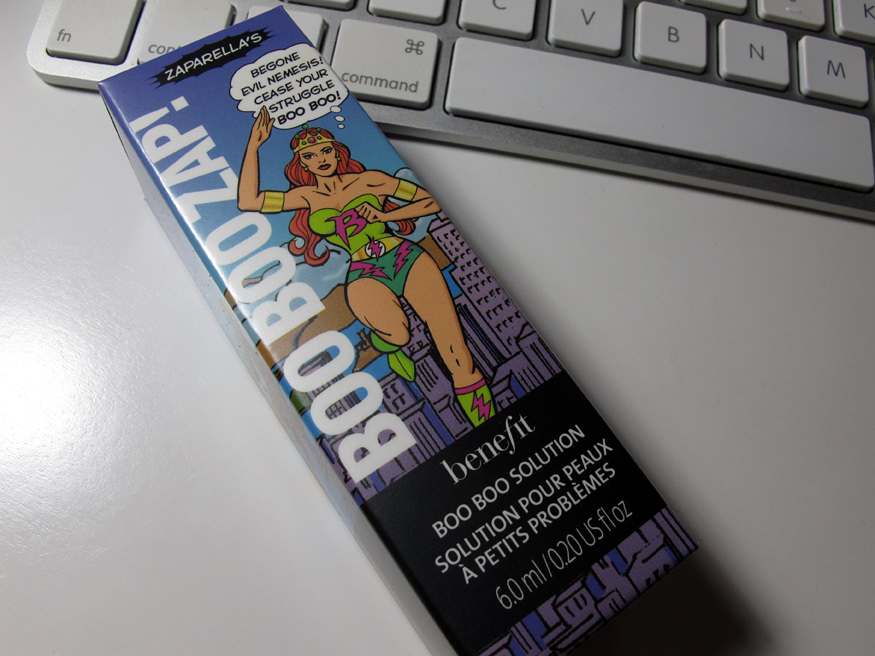 ZAPARELLA'S
BEGONE
EVIL NEMESIS!
CEASE YOUR
STRUGGLE
BOO BOO!
BOO BOO ZAP!
B
benefit
BOO BOO SOLUTION
SOLUTION POUR PEAUX
À PETITS PROBLÈMES
6.0 ml / 0.20 US fl oz
fn
⌘
command
C
V
B
N
M
K